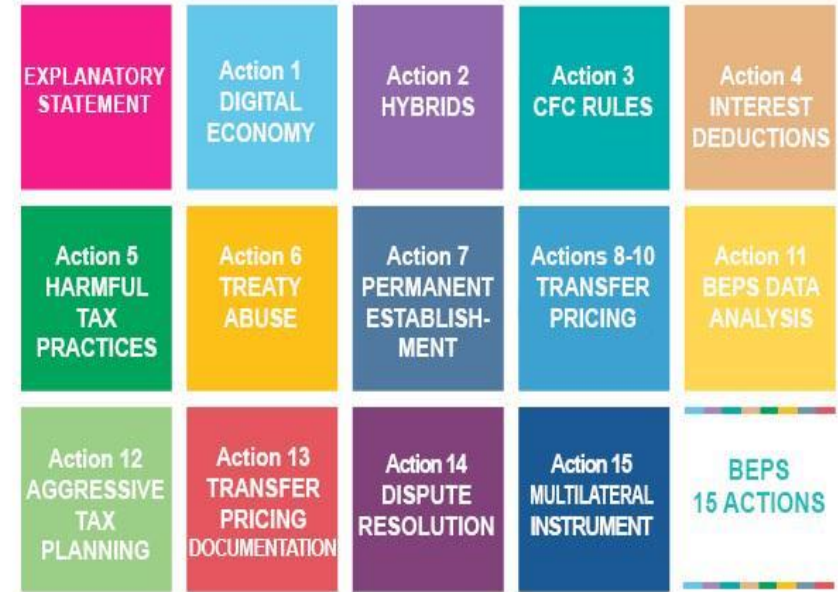 EXPLANATORY
STATEMENT
Action 1
DIGITAL
ECONOMY
Action 2
HYBRIDS
Action 3
CFC RULES
Action 4
INTEREST
DEDUCTIONS
Action 5
HARMFUL
TAX
PRACTICES
Action 6
TREATY
ABUSE
Action 7
PERMANENT
ESTABLISH-
MENT
Actions 8-10
TRANSFER
PRICING
Action 11
BEPS DATA
ANALYSIS
Action 12
AGGRESSIVE
TAX
PLANNING
Action 13
TRANSFER
PRICING
DOCUMENTATION
Action 14
DISPUTE
RESOLUTION
Action 15
MULTILATERAL
INSTRUMENT
BEPS
15 ACTIONS